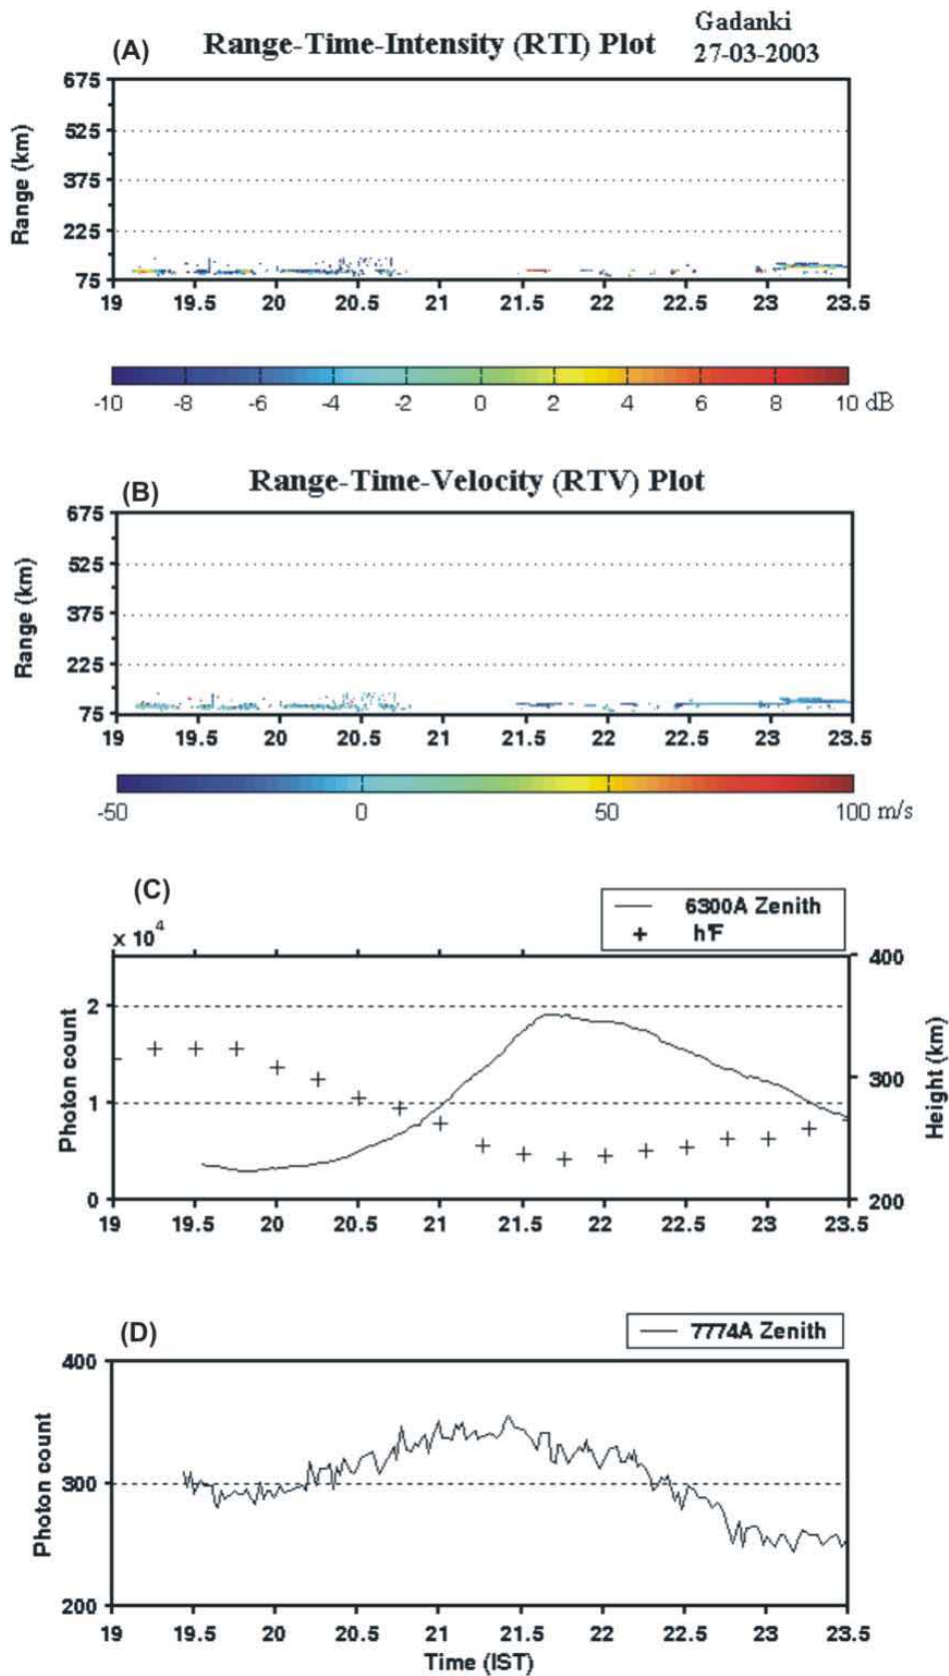 (A) Range-Time-Intensity (RTI) Plot
Gadanki
27-03-2003
675
525
375
225
75
Range (km)
19 19.5 20 20.5 21 21.5 22 22.5 23 23.5
-10 -8 -6 -4 -2 0 2 4 6 8 10 dB
(B) Range-Time-Velocity (RTV) Plot
675
525
375
225
75
Range (km)
19 19.5 20 20.5 21 21.5 22 22.5 23 23.5
-50 0 50 100 m/s
(C)
6300A Zenith
+ h'F
x 10^4
2
1
0
Photon count
400
300
200
Height (km)
19 19.5 20 20.5 21 21.5 22 22.5 23 23.5
(D)
7774A Zenith
400
300
200
Photon count
19 19.5 20 20.5 21 21.5 22 22.5 23 23.5
Time (IST)